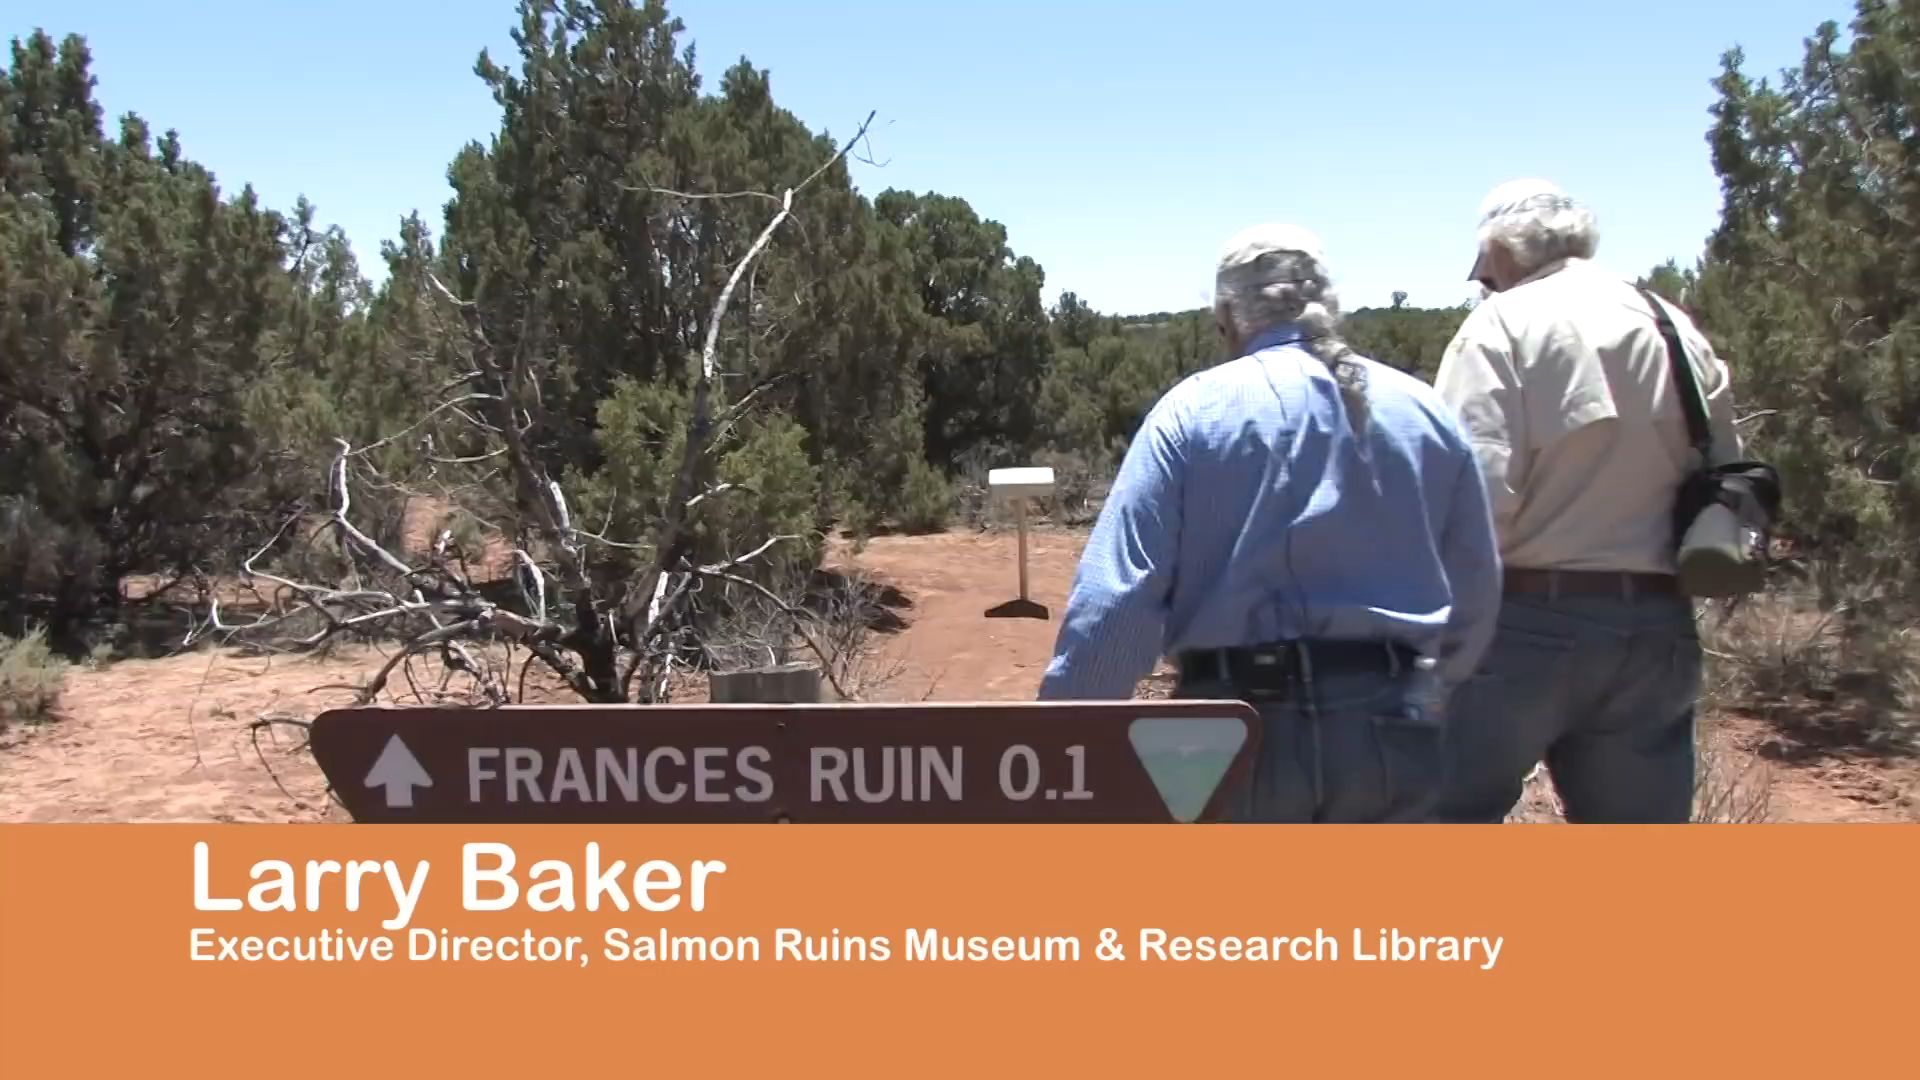 FRANCES RUIN 0.1
Larry Baker
Executive Director, Salmon Ruins Museum & Research Library